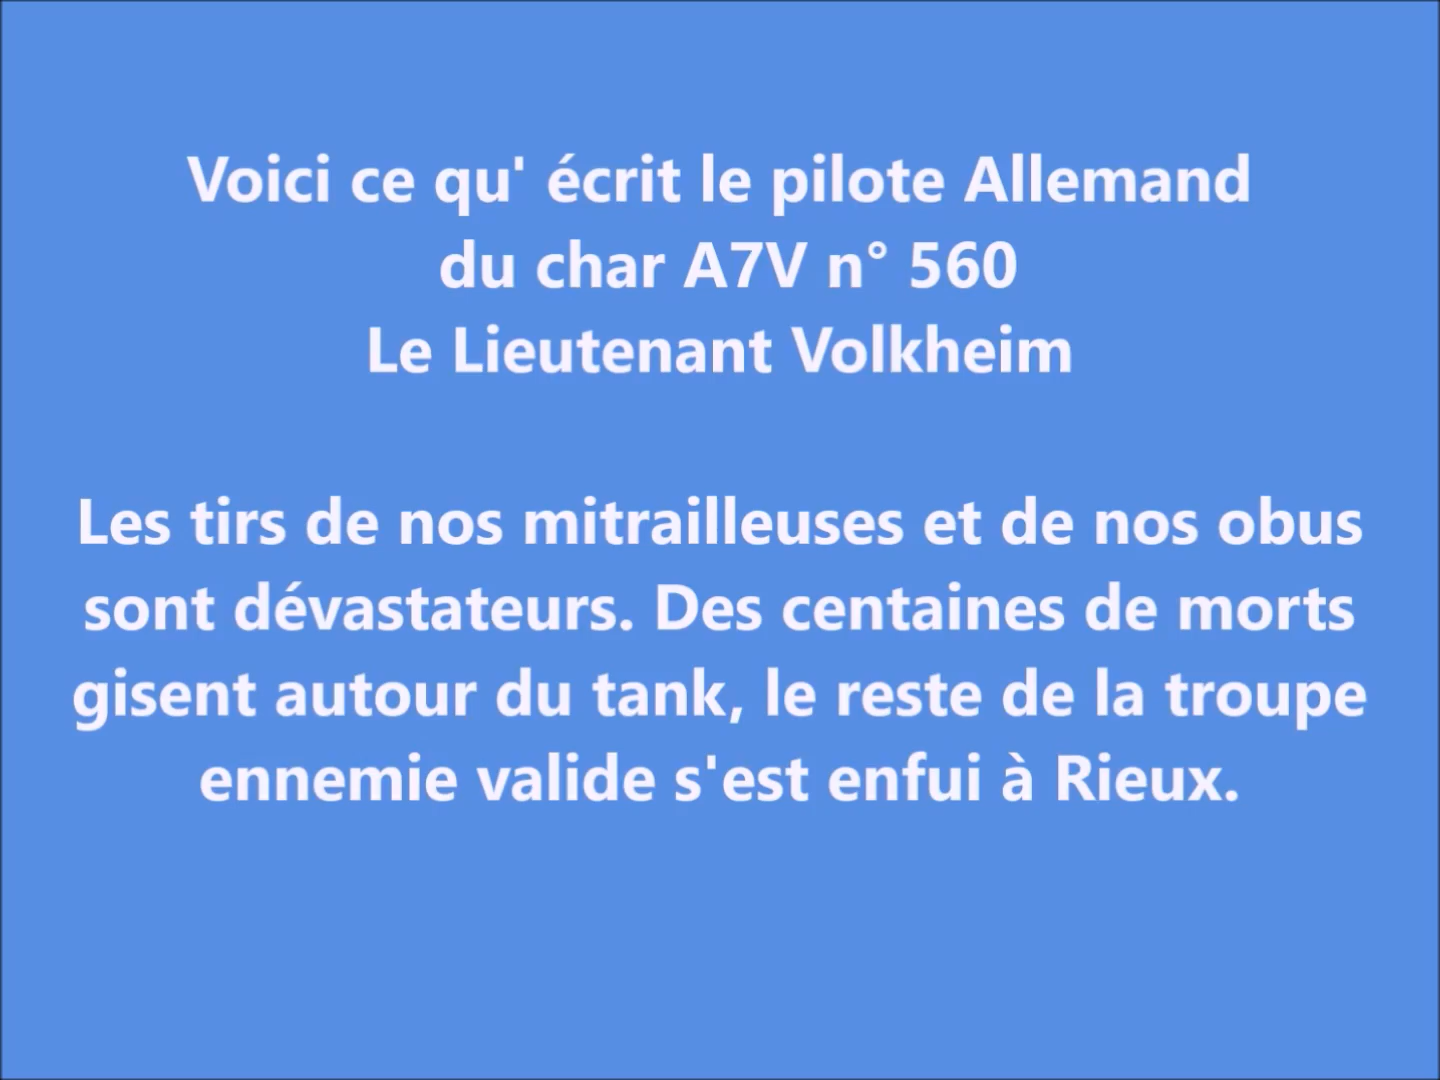 Voici ce qu' écrit le pilote Allemand
du char A7V n° 560
Le Lieutenant Volkheim
Les tirs de nos mitrailleuses et de nos obus
sont dévastateurs. Des centaines de morts
gisent autour du tank, le reste de la troupe
ennemie valide s'est enfui à Rieux.